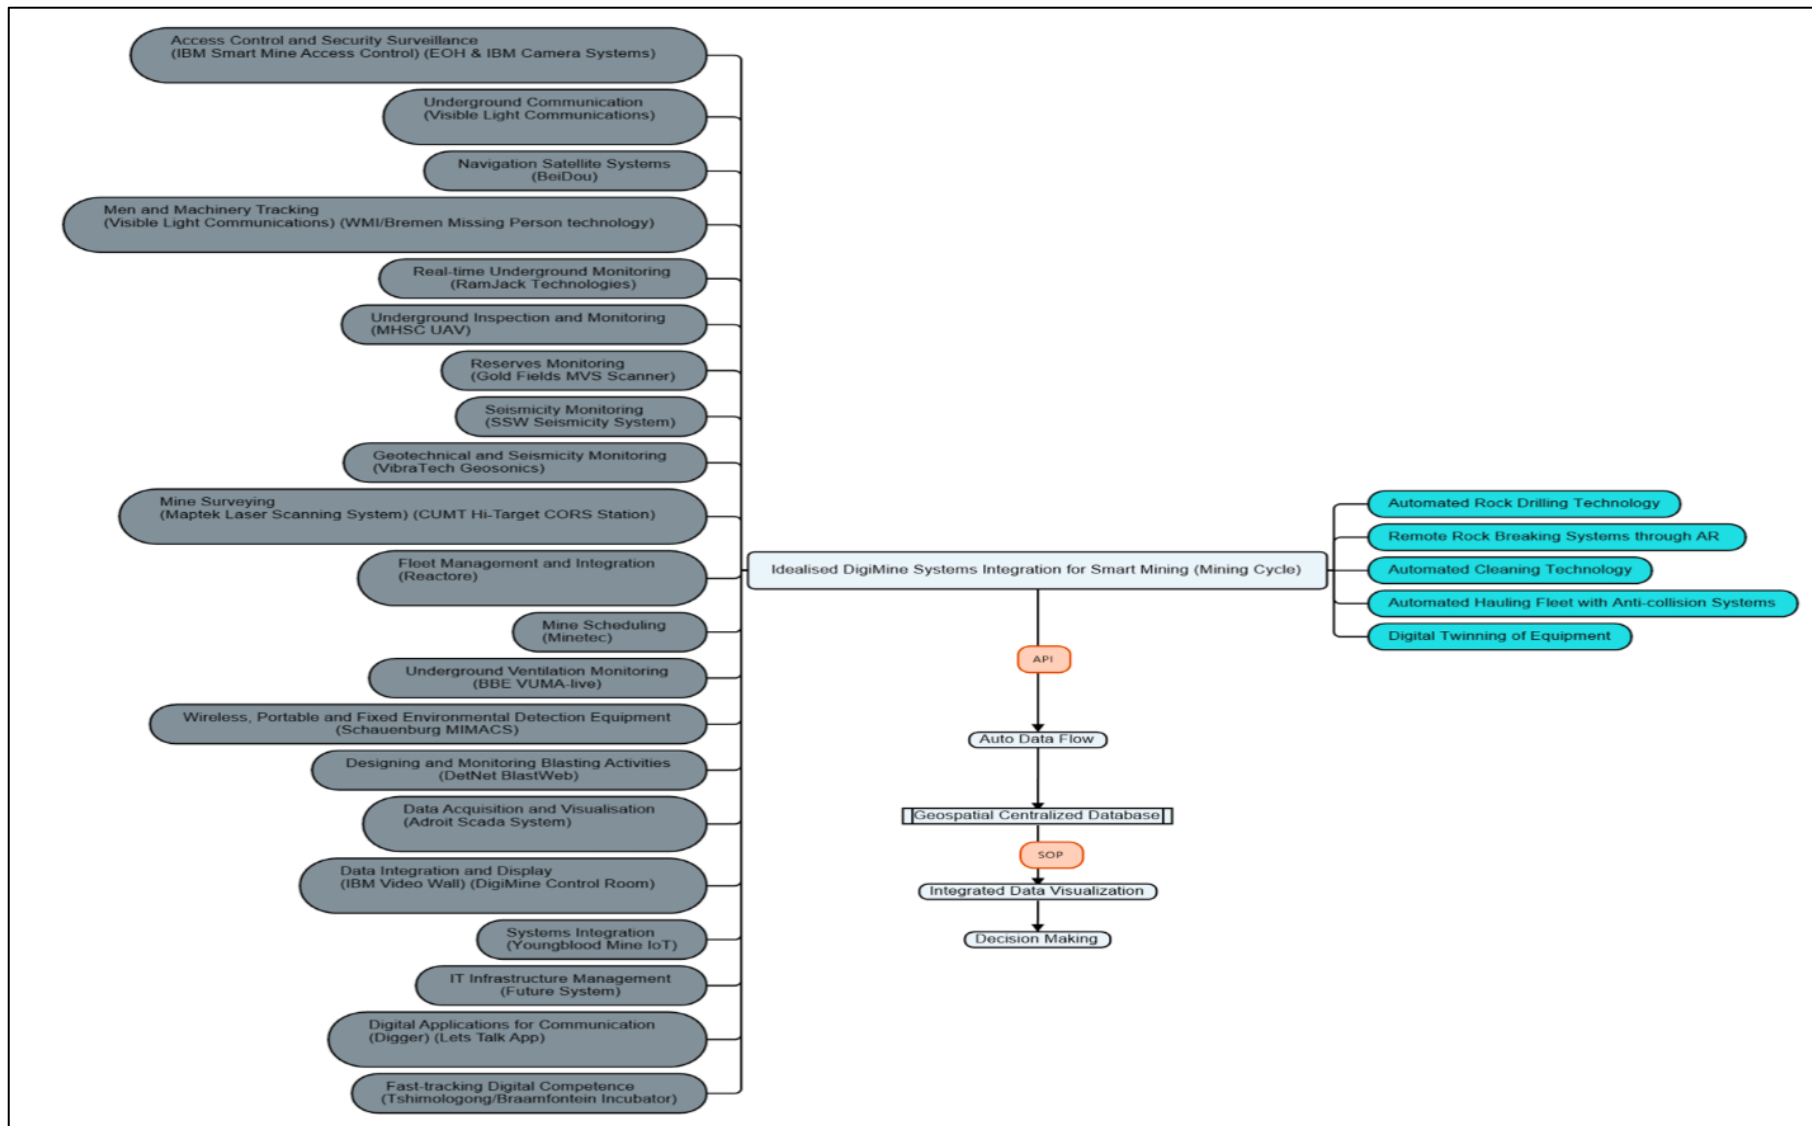 Access Control and Security Surveillance
(IBM Smart Mine Access Control) (EOH & IBM Camera Systems)
Underground Communication
(Visible Light Communications)
Navigation Satellite Systems
(BeiDou)
Men and Machinery Tracking
(Visible Light Communications) (WMI/Bremen Missing Person technology)
Real-time Underground Monitoring
(RamJack Technologies)
Underground Inspection and Monitoring
(MHSC UAV)
Reserves Monitoring
(Gold Fields MVS Scanner)
Seismicity Monitoring
(SSW Seismicity System)
Geotechnical and Seismicity Monitoring
(VibraTech Geosonics)
Mine Surveying
(Maptek Laser Scanning System) (CUMT Hi-Target CORS Station)
Fleet Management and Integration
(Reactore)
Mine Scheduling
(Minetec)
Underground Ventilation Monitoring
(BBE VUMA-live)
Wireless, Portable and Fixed Environmental Detection Equipment
(Schauenburg MIMACS)
Designing and Monitoring Blasting Activities
(DetNet BlastWeb)
Data Acquisition and Visualisation
(Adroit Scada System)
Data Integration and Display
(IBM Video Wall) (DigiMine Control Room)
Systems Integration
(Youngblood Mine IoT)
IT Infrastructure Management
(Future System)
Digital Applications for Communication
(Digger) (Lets Talk App)
Fast-tracking Digital Competence
(Tshimologong/Braamfontein Incubator)
Idealised DigiMine Systems Integration for Smart Mining (Mining Cycle)
API
Auto Data Flow
Geospatial Centralized Database
SOP
Integrated Data Visualization
Decision Making
Automated Rock Drilling Technology
Remote Rock Breaking Systems through AR
Automated Cleaning Technology
Automated Hauling Fleet with Anti-collision Systems
Digital Twinning of Equipment